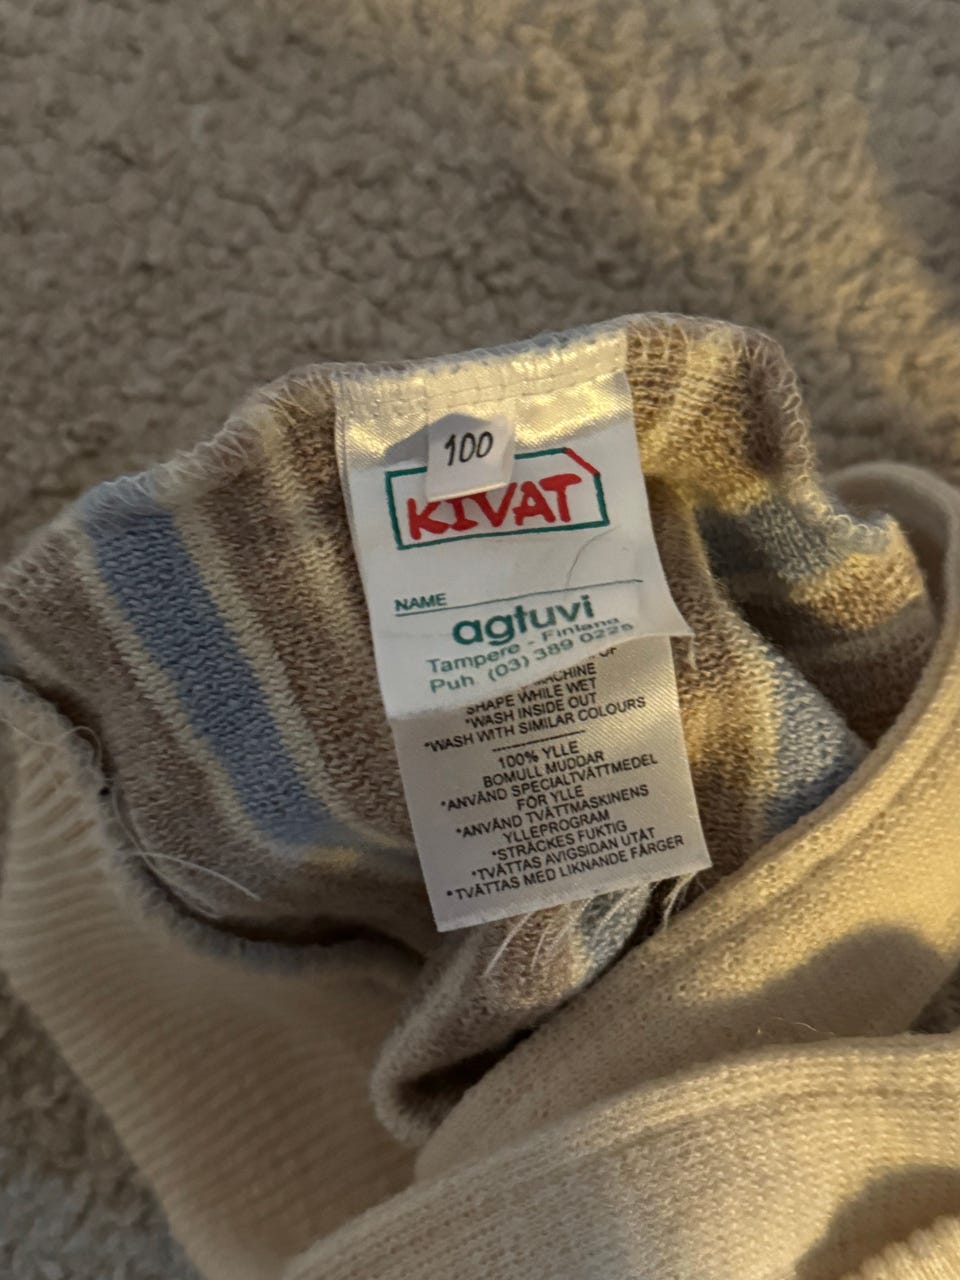 100
KIVAT
NAME
agtuvi
Tampere - Finland
Puh. (03) 389 0225
OF
MACHINE
SHAPE WHILE WET
*WASH INSIDE OUT
*WASH WITH SIMILAR COLOURS
100% YLLE
BOMULL MUDDAR
*ANVÄND SPECIALTVÄTTMEDEL
FÖR YLLE
*ANVÄND TVÄTTMASKINENS
YLLEPROGRAM
*STRÄCKES FUKTIG
*TVÄTTAS AVIGSIDAN UTÅT
*TVÄTTAS MED LIKNANDE FÄRGER